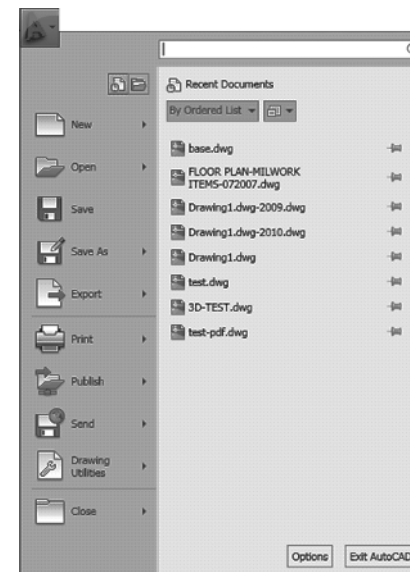 Recent Documents
By Ordered List
New
Open
Save
Save As
Export
Print
Publish
Send
Drawing
Utilities
Close
base.dwg
FLOOR PLAN-MILWORK
ITEMS-072007.dwg
Drawing1.dwg-2009.dwg
Drawing1.dwg-2010.dwg
Drawing1.dwg
test.dwg
3D-TEST.dwg
test-pdf.dwg
Options
Exit AutoCAD